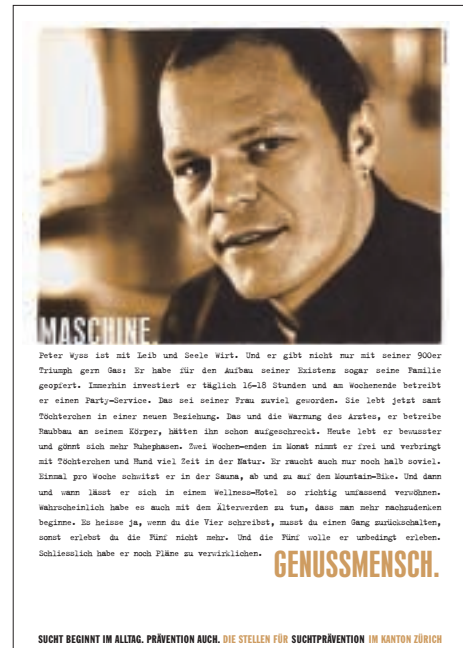 MASCHINE.
Peter Wyss ist mit Leib und Seele Wirt. Und er gibt nicht nur mit seiner 900er
Triumph gern Gas: Er habe für den Aufbau seiner Existenz sogar seine Familie
geopfert. Immerhin investiert er täglich 16-18 Stunden und am Wochenende betreibt
er einen Party-Service. Das sei seiner Frau zuviel geworden. Sie lebt jetzt samt
Töchterchen in einer neuen Beziehung. Das und die Warnung des Arztes, er betreibe
Raubbau an seinem Körper, hätten ihn schon aufgeschreckt. Heute lebt er bewusster
und gönnt sich mehr Ruhephasen. Zwei Wochen-enden im Monat nimmt er frei und verbringt
mit Töchterchen und Hund viel Zeit in der Natur. Er raucht auch nur noch halb soviel.
Einmal pro Woche schwitzt er in der Sauna, ab und zu auf dem Mountain-Bike. Und dann
und wann lässt er sich in einem Wellness-Hotel so richtig umfassend verwöhnen.
Wahrscheinlich habe es auch mit dem Älterwerden zu tun, dass man mehr nachzudenken
beginne. Es heisse ja, wenn du die Vier schreibst, musst du einen Gang zurückschalten,
sonst erlebst du die Fünf nicht mehr. Und die Fünf wolle er unbedingt erleben.
Schliesslich habe er noch Pläne zu verwirklichen.
GENUSSMENSCH.
SUCHT BEGINNT IM ALLTAG. PRÄVENTION AUCH. DIE STELLEN FÜR SUCHTPRÄVENTION IM KANTON ZÜRICH